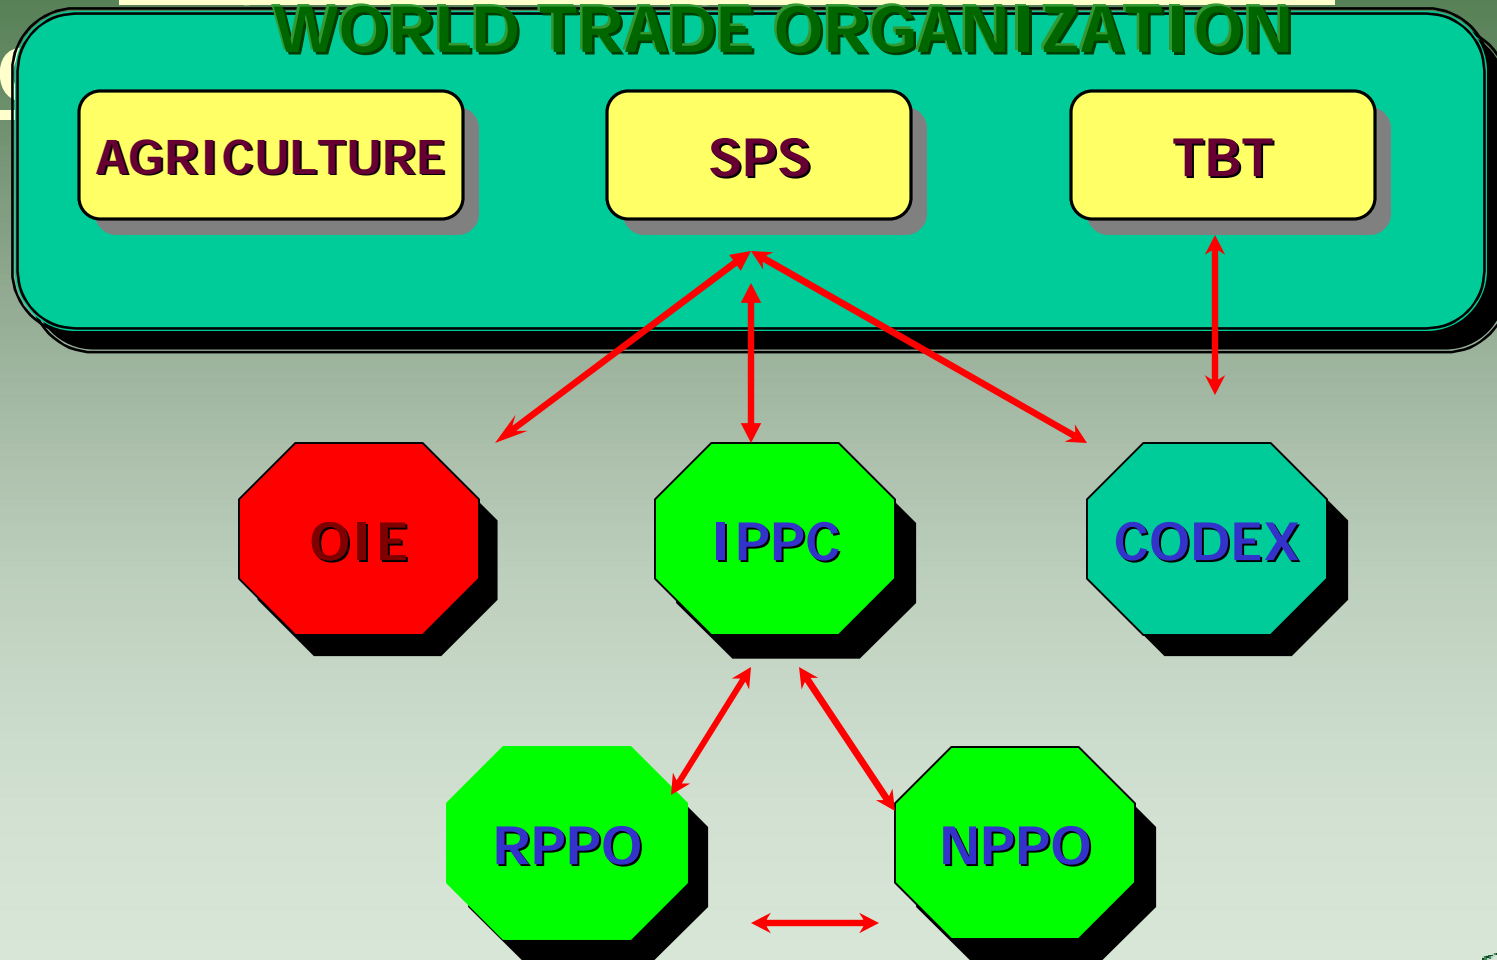 WORLD TRADE ORGANIZATION
AGRICULTURE
SPS
TBT
OIE
IPPC
CODEX
RPPO
NPPO